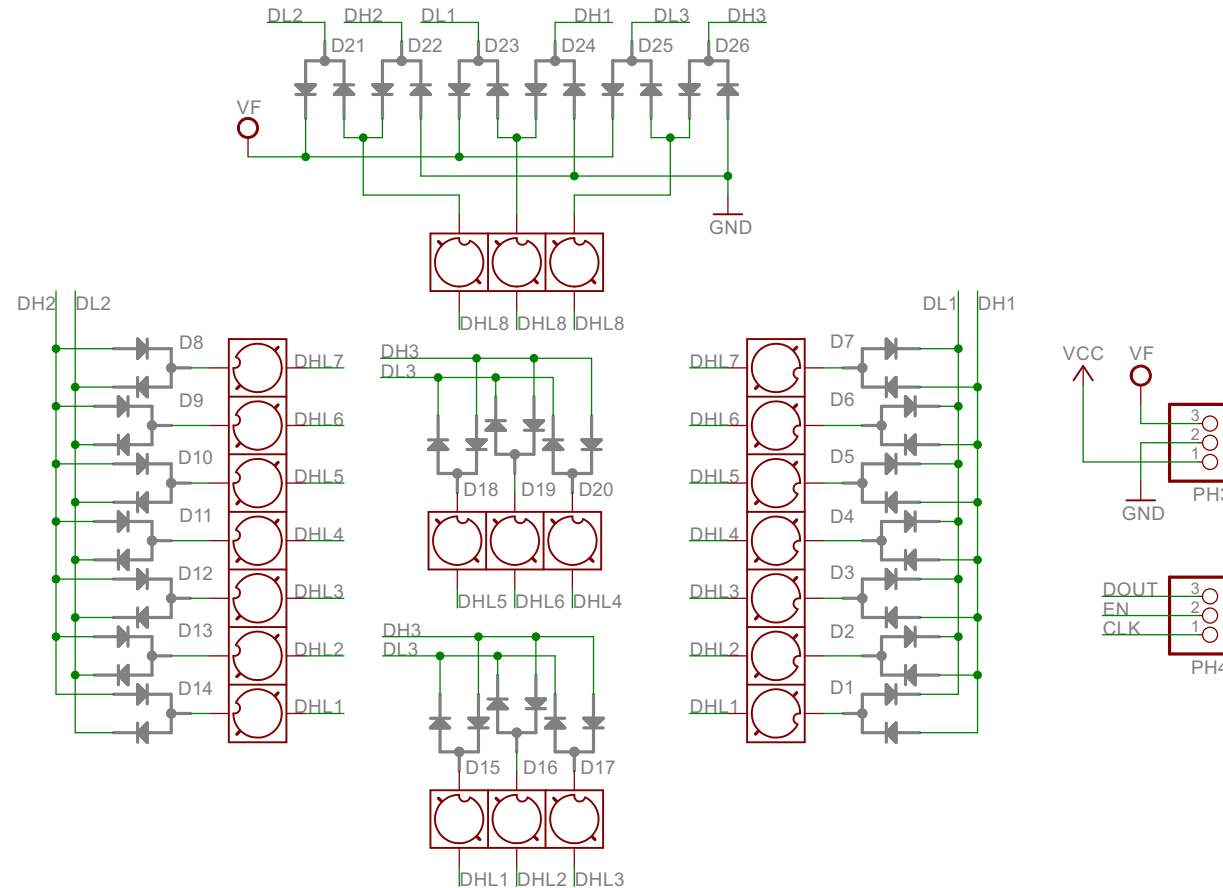 DL2 DH2 DL1 DH1 DL3 DH3
D21 D22 D23 D24 D25 D26
VF
GND
DHL8 DHL8 DHL8
DH2 DL2
D8
DHL7
D9
DHL6
D10
DHL5
D11
DHL4
D12
DHL3
D13
DHL2
D14
DHL1
DH3
DL3
D18 D19 D20
DHL5 DHL6 DHL4
DH3
DL3
D15 D16 D17
DHL1 DHL2 DHL3
DL1 DH1
D7
DHL7
D6
DHL6
D5
DHL5
D4
DHL4
D3
DHL3
D2
DHL2
D1
DHL1
VCC VF
3
2
1
PH3
GND
DOUT 3
EN 2
CLK 1
PH4